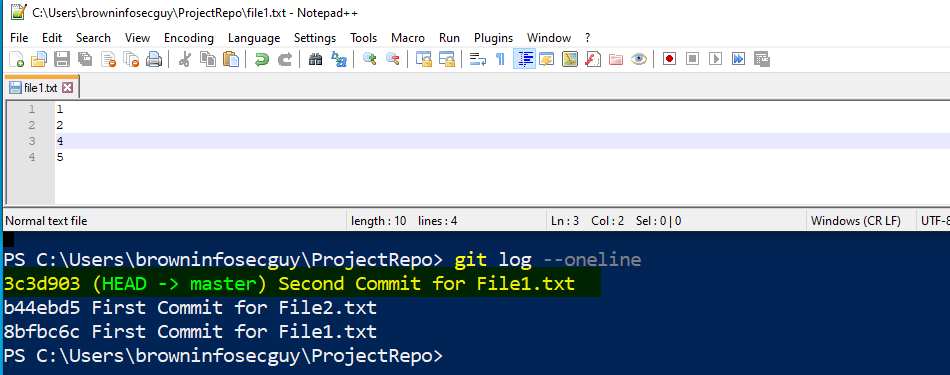 C:\Users\browninfosecguy\ProjectRepo\file1.txt - Notepad++
File Edit Search View Encoding Language Settings Tools Macro Run Plugins Window ?
file1.txt
1 1
2 2
3 4
4 5
Normal text file length : 10 lines : 4 Ln : 3 Col : 2 Sel : 0 | 0 Windows (CR LF) UTF-8
PS C:\Users\browninfosecguy\ProjectRepo> git log --oneline
3c3d903 (HEAD -> master) Second Commit for File1.txt
b44ebd5 First Commit for File2.txt
8bfbc6c First Commit for File1.txt
PS C:\Users\browninfosecguy\ProjectRepo>